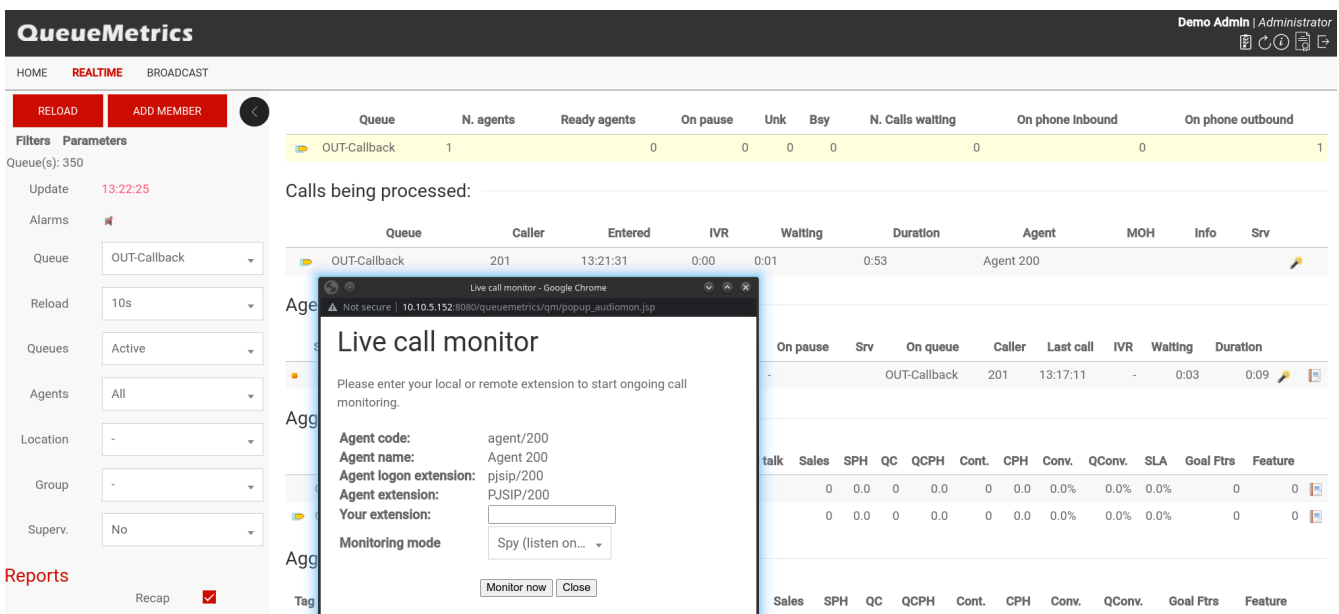 QueueMetrics
Demo Admin | Administrator
HOME REALTIME BROADCAST
RELOAD ADD MEMBER
Filters Parameters
Queue(s): 350
Update 13:22:25
Alarms
Queue OUT-Callback
Reload 10s
Queues Active
Agents All
Location -
Group -
Superv. No
Reports
Recap
Queue N. agents Ready agents On pause Unk Bsy N. Calls waiting On phone inbound On phone outbound
OUT-Callback 1 0 0 0 0 0 0 1
Calls being processed:
Queue Caller Entered IVR Waiting Duration Agent MOH Info Srv
OUT-Callback 201 13:21:31 0:00 0:01 0:53 Agent 200
Age
On pause Srv On queue Caller Last call IVR Waiting Duration
- OUT-Callback 201 13:17:11 - 0:03 0:09
Agg
talk Sales SPH QC QCPH Cont. CPH Conv. QConv. SLA Goal Ftrs Feature
0 0.0 0 0.0 0 0.0 0.0% 0.0% 0.0% 0 0
0 0.0 0 0.0 0 0.0 0.0% 0.0% 0.0% 0 0
Agg
Tag Sales SPH QC QCPH Cont. CPH Conv. QConv. Goal Ftrs Feature
Live call monitor - Google Chrome
Not secure | 10.10.5.152:8080/queuemetrics/qm/popup_audiomon.jsp
Live call monitor
Please enter your local or remote extension to start ongoing call
monitoring.
Agent code: agent/200
Agent name: Agent 200
Agent logon extension: pjsip/200
Agent extension: PJSIP/200
Your extension:
Monitoring mode Spy (listen on...
Monitor now Close